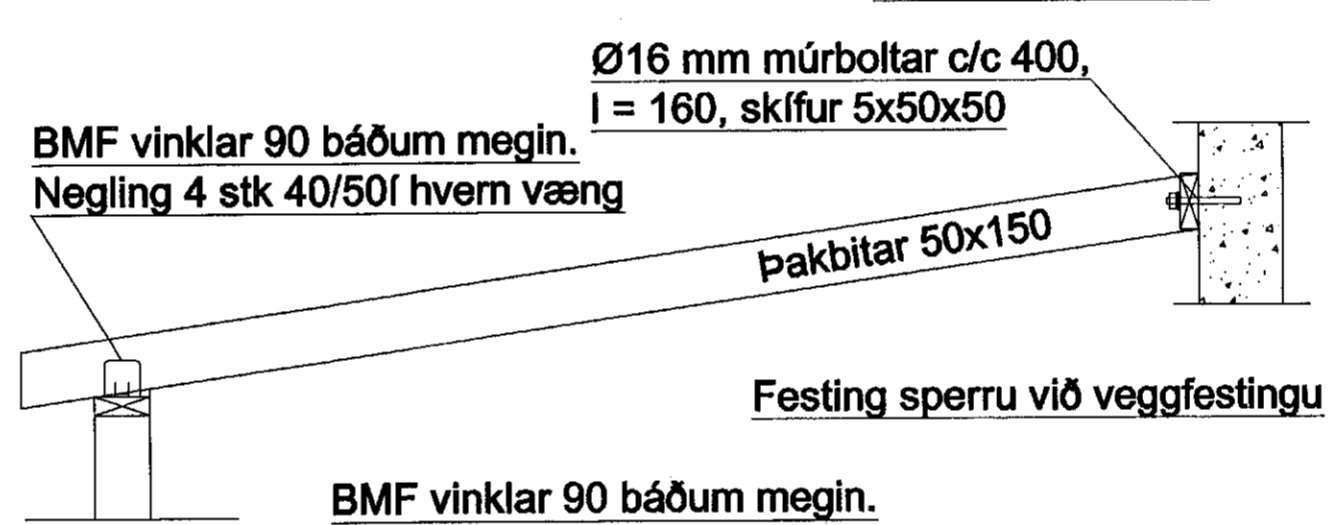 Ø16 mm múrboltar c/c 400,
l = 160, skífur 5x50x50
BMF vinklar 90 báðum megin.
Negling 4 stk 40/50í hvern væng
Þakbitar 50x150
Festing sperru við veggfestingu
BMF vinklar 90 báðum megin.